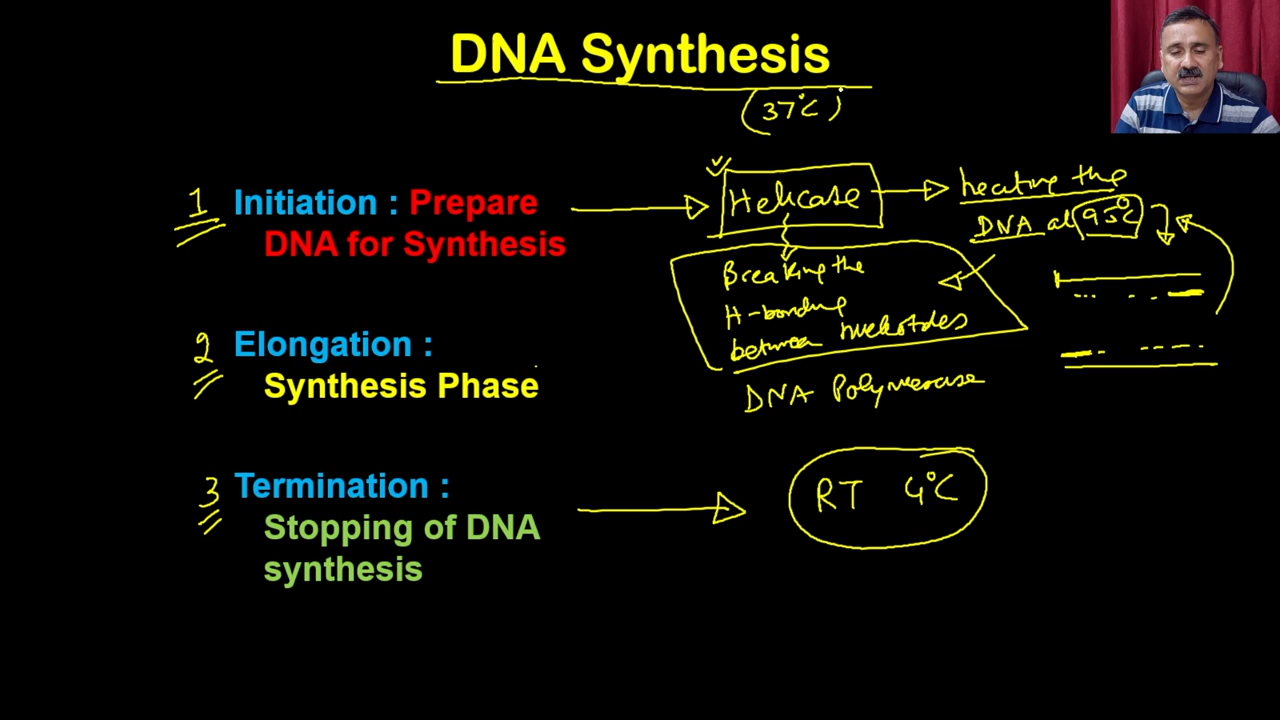 DNA Synthesis
(37°C)
1 Initiation : Prepare
DNA for Synthesis
Helicase
heating the
DNA at 95°C
Breaking the
H-bonding
between nucleotides
2 Elongation :
Synthesis Phase
DNA Polymerase
3 Termination :
Stopping of DNA
synthesis
RT 4°C